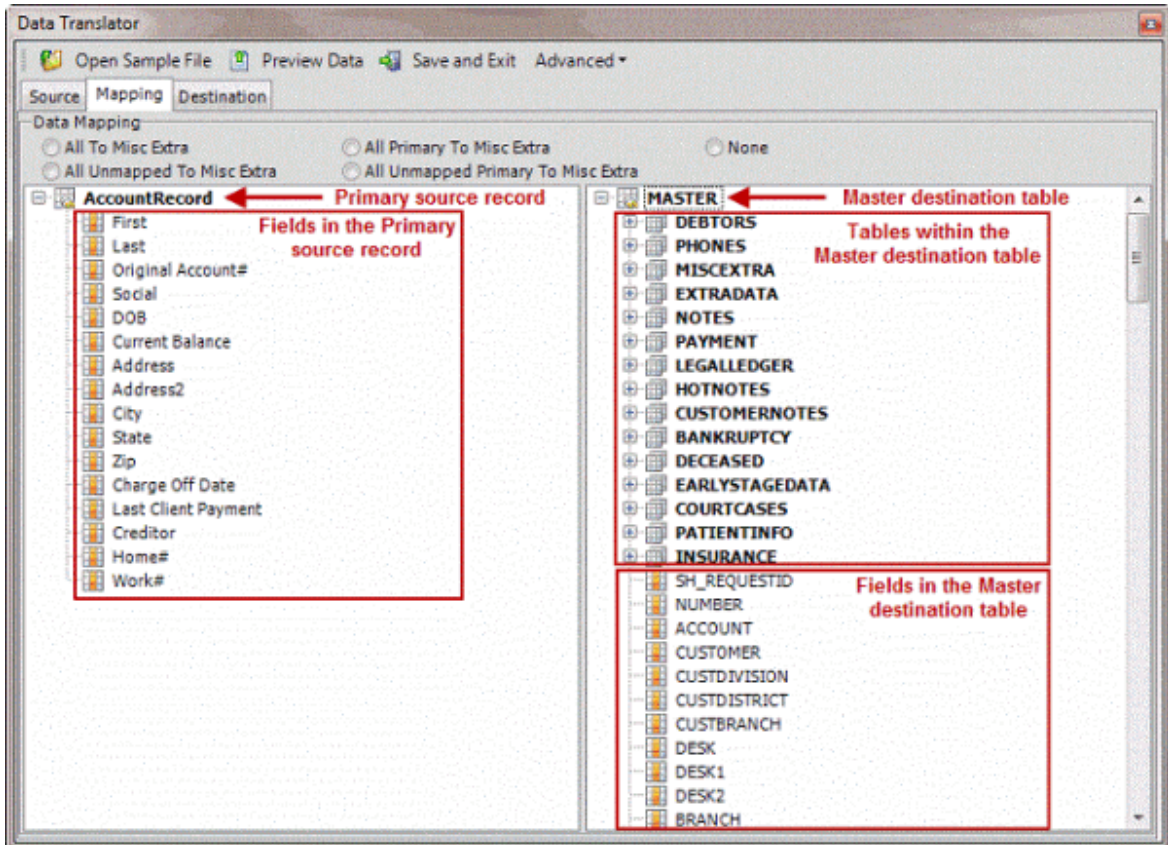 Data Translator
Open Sample File Preview Data Save and Exit Advanced
Source Mapping Destination
Data Mapping
All To Misc Extra All Primary To Misc Extra None
All Unmapped To Misc Extra All Unmapped Primary To Misc Extra
AccountRecord Primary source record
First
Last
Original Account#
Social
DOB
Current Balance
Address
Address2
City
State
Zip
Charge Off Date
Last Client Payment
Creditor
Home#
Work#
Fields in the Primary
source record
MASTER Master destination table
DEBTORS
PHONES
MISCEXTRA
EXTRADATA
NOTES
PAYMENT
LEGALLEDGER
HOTNOTES
CUSTOMERNOTES
BANKRUPTCY
DECEASED
EARLYSTAGEDATA
COURTCASES
PATIENTINFO
INSURANCE
Tables within the
Master destination table
SH_REQUESTID
NUMBER
ACCOUNT
CUSTOMER
CUSTDIVISION
CUSTDISTRICT
CUSTBRANCH
DESK
DESK1
DESK2
BRANCH
Fields in the Master
destination table